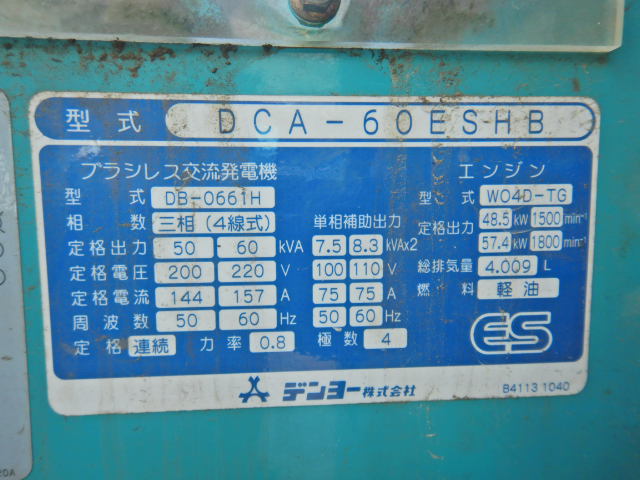 型式 DCA-60ESHB
ブラシレス交流発電機
型式 DB-0661H
相数 三相(4線式) 単相補助出力
定格出力 50 60 kVA 7.5 8.3 kVAx2
定格電圧 200 220 V 100 110 V
定格電流 144 157 A 75 75 A
周波数 50 60 Hz 50 60 Hz
定格 連続 力率 0.8 極数 4
エンジン
型式 W04D-TG
定格出力 48.5 kW 1500 min⁻¹
57.4 kW 1800 min⁻¹
総排気量 4.009 L
燃料 軽油
ES
デンヨー株式会社
B41131040
20A